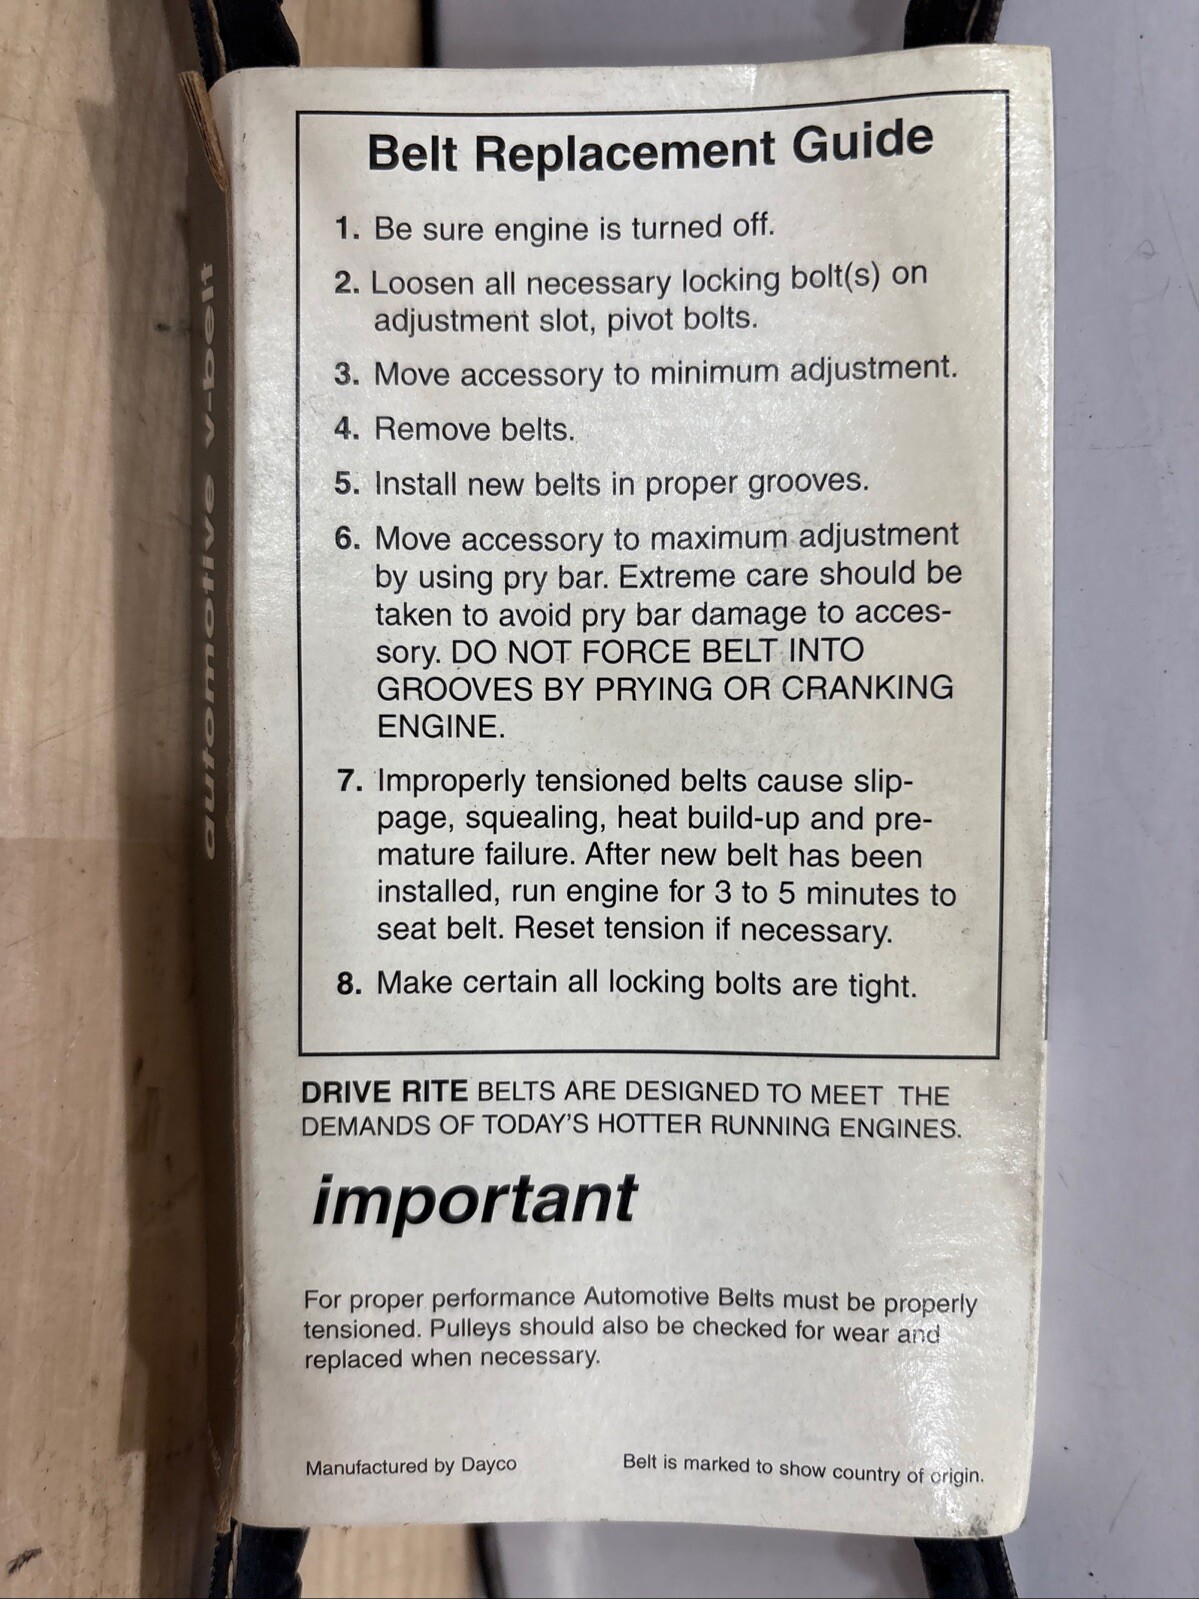 automotive v-belt
Belt Replacement Guide
1. Be sure engine is turned off.
2. Loosen all necessary locking bolt(s) on
adjustment slot, pivot bolts.
3. Move accessory to minimum adjustment.
4. Remove belts.
5. Install new belts in proper grooves.
6. Move accessory to maximum adjustment
by using pry bar. Extreme care should be
taken to avoid pry bar damage to acces-
sory. DO NOT FORCE BELT INTO
GROOVES BY PRYING OR CRANKING
ENGINE.
7. Improperly tensioned belts cause slip-
page, squealing, heat build-up and pre-
mature failure. After new belt has been
installed, run engine for 3 to 5 minutes to
seat belt. Reset tension if necessary.
8. Make certain all locking bolts are tight.
DRIVE RITE BELTS ARE DESIGNED TO MEET THE
DEMANDS OF TODAY'S HOTTER RUNNING ENGINES.
important
For proper performance Automotive Belts must be properly
tensioned. Pulleys should also be checked for wear and
replaced when necessary.
Manufactured by Dayco
Belt is marked to show country of origin.